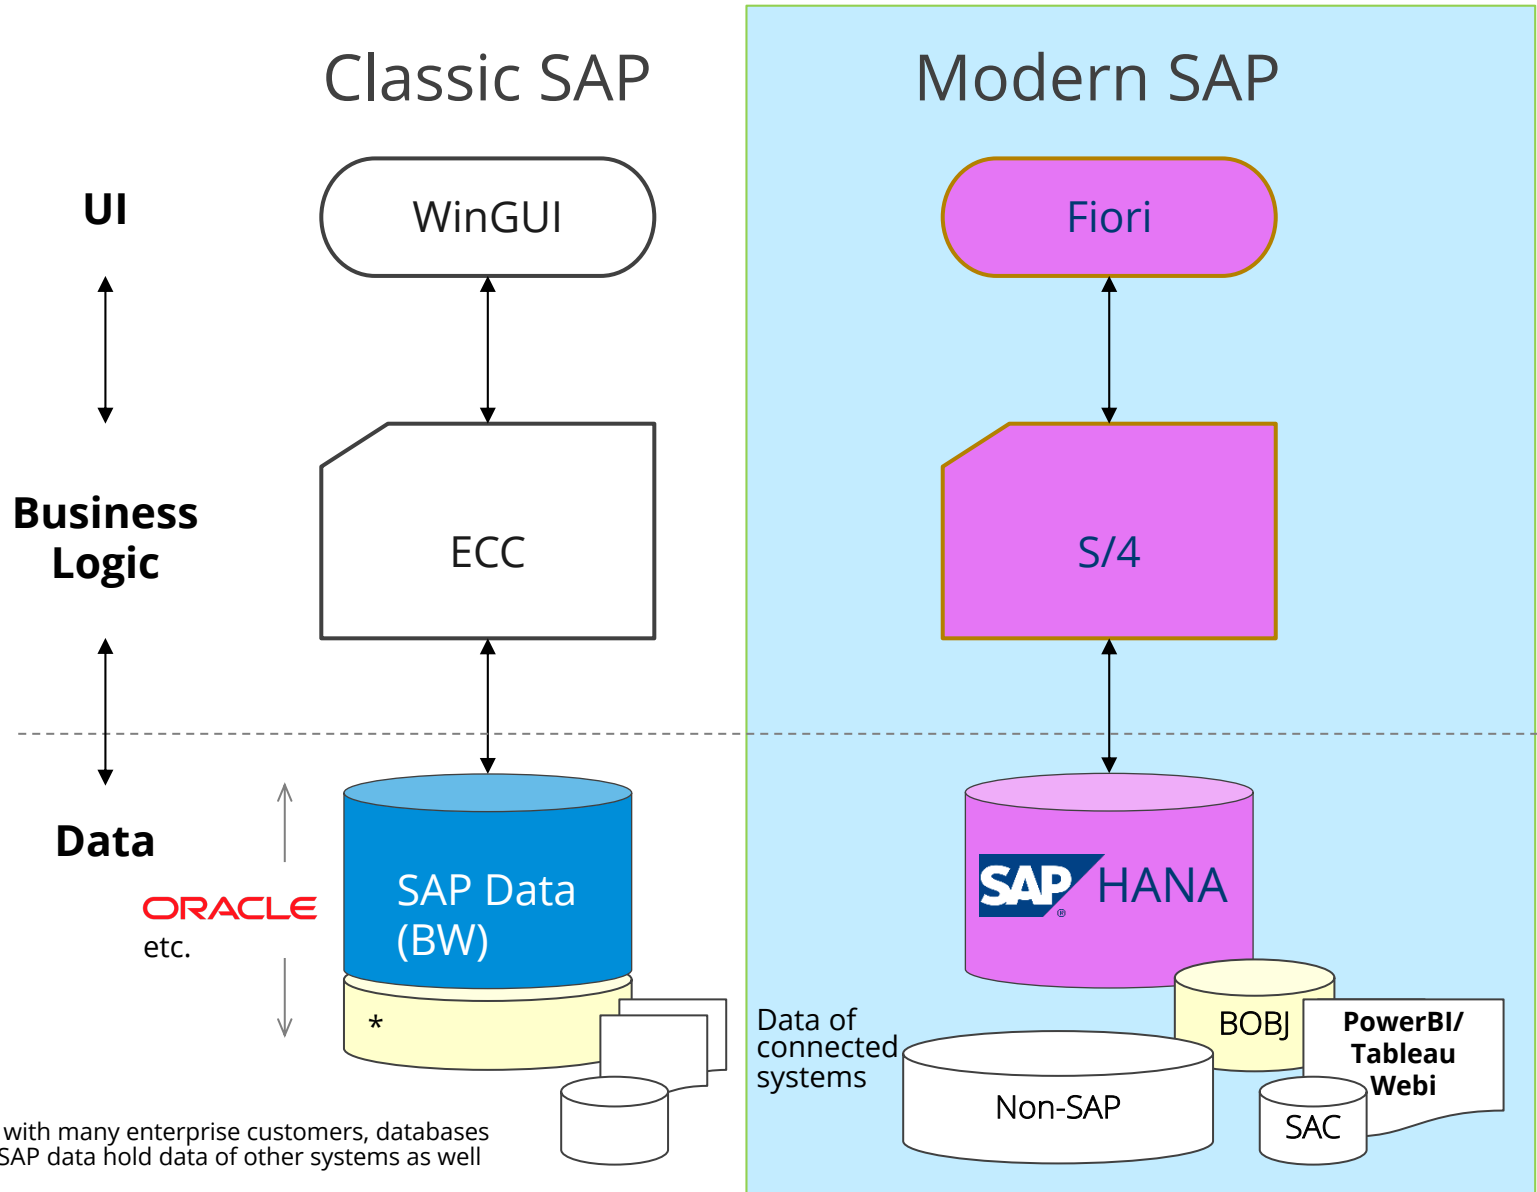 Classic SAP
Modern SAP
UI
WinGUI
Fiori
Business
Logic
ECC
S/4
Data
ORACLE
etc.
SAP Data
(BW)
*
SAP® HANA
Data of
connected
systems
BOBJ
PowerBI/
Tableau
Webi
Non-SAP
SAC
with many enterprise customers, databases
SAP data hold data of other systems as well